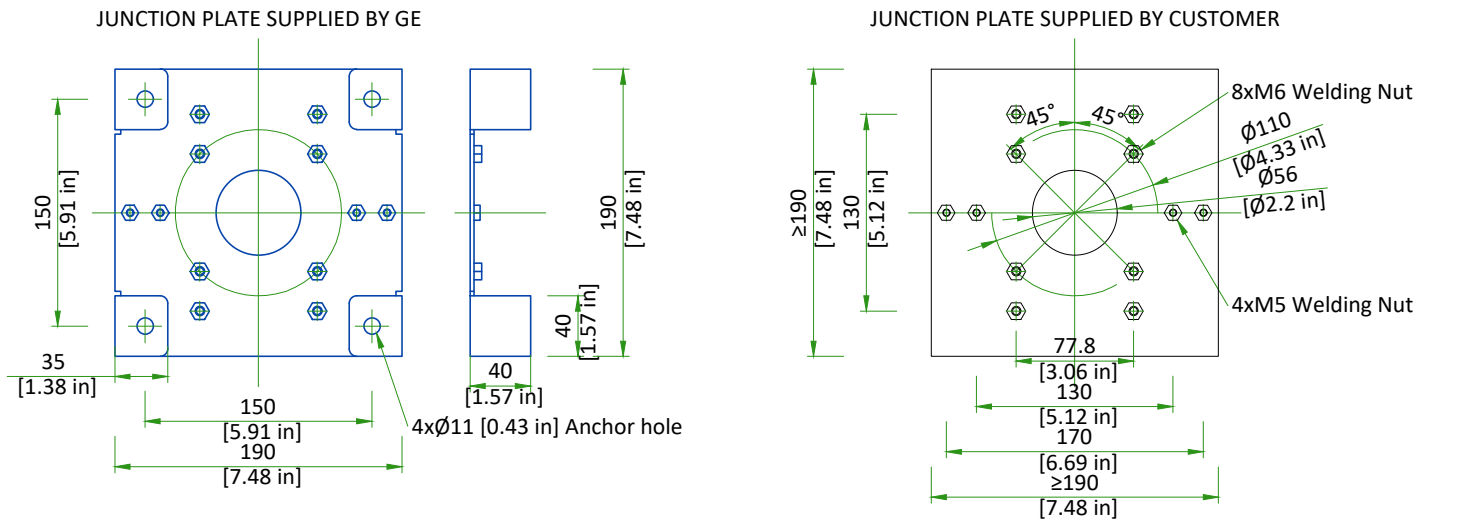 JUNCTION PLATE SUPPLIED BY GE
150
[5.91 in]
35
[1.38 in]
150
[5.91 in]
190
[7.48 in]
4xØ11 [0.43 in] Anchor hole
190
[7.48 in]
40
[1.57 in]
40
[1.57 in]
JUNCTION PLATE SUPPLIED BY CUSTOMER
≥190
[7.48 in]
130
[5.12 in]
45°
45°
8xM6 Welding Nut
Ø110
[Ø4.33 in]
Ø56
[Ø2.2 in]
4xM5 Welding Nut
77.8
[3.06 in]
130
[5.12 in]
170
[6.69 in]
≥190
[7.48 in]